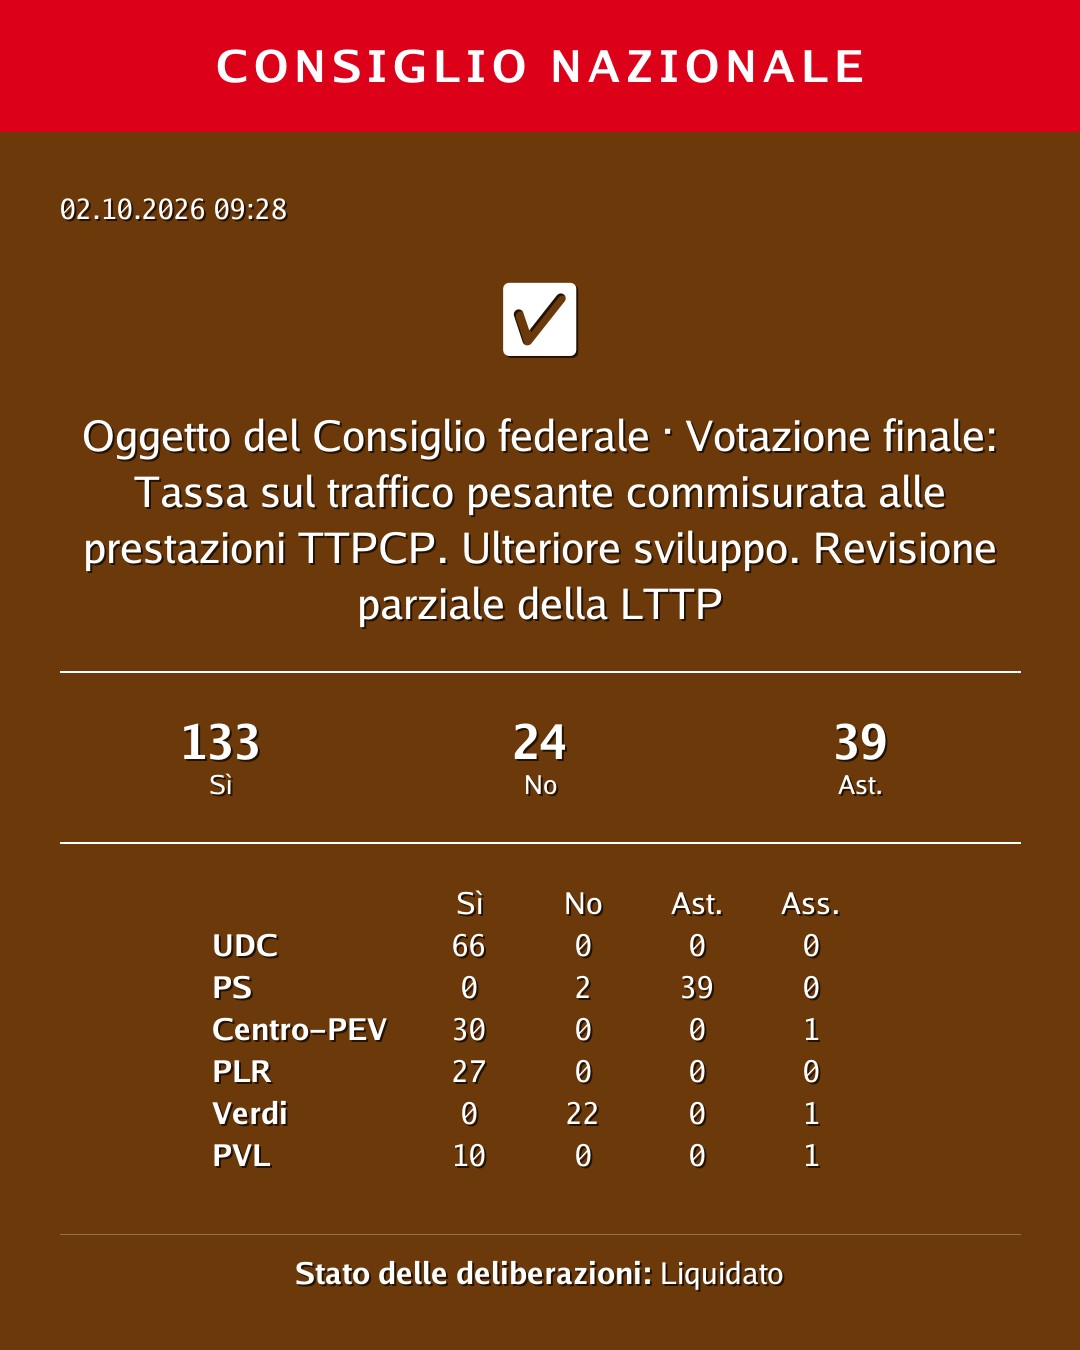 CONSIGLIO NAZIONALE
02.10.2026 09:28
Oggetto del Consiglio federale · Votazione finale:
Tassa sul traffico pesante commisurata alle
prestazioni TTPCP. Ulteriore sviluppo. Revisione
parziale della LTTP
133 24 39
Sì No Ast.
Sì No Ast. Ass.
UDC 66 0 0 0
PS 0 2 39 0
Centro-PEV 30 0 0 1
PLR 27 0 0 0
Verdi 0 22 0 1
PVL 10 0 0 1
Stato delle deliberazioni: Liquidato